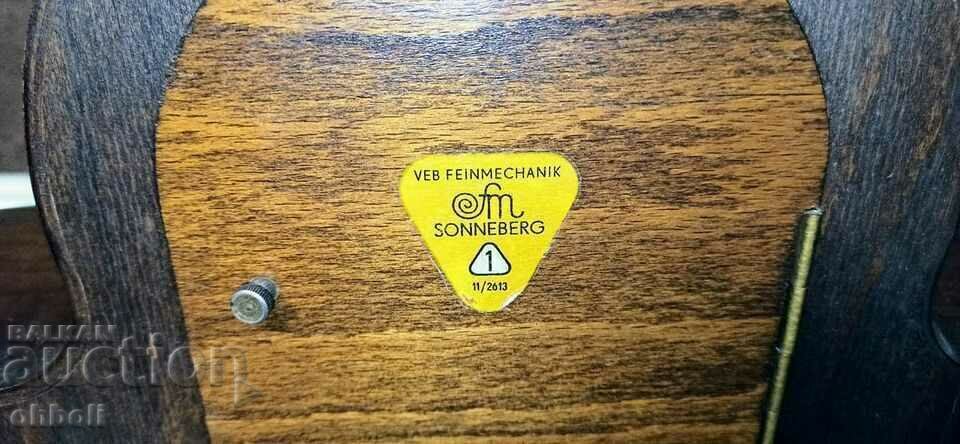 VEB FEINMECHANIK
fm
SONNEBERG
1
11/2613
BALKAN
auction
ohboli